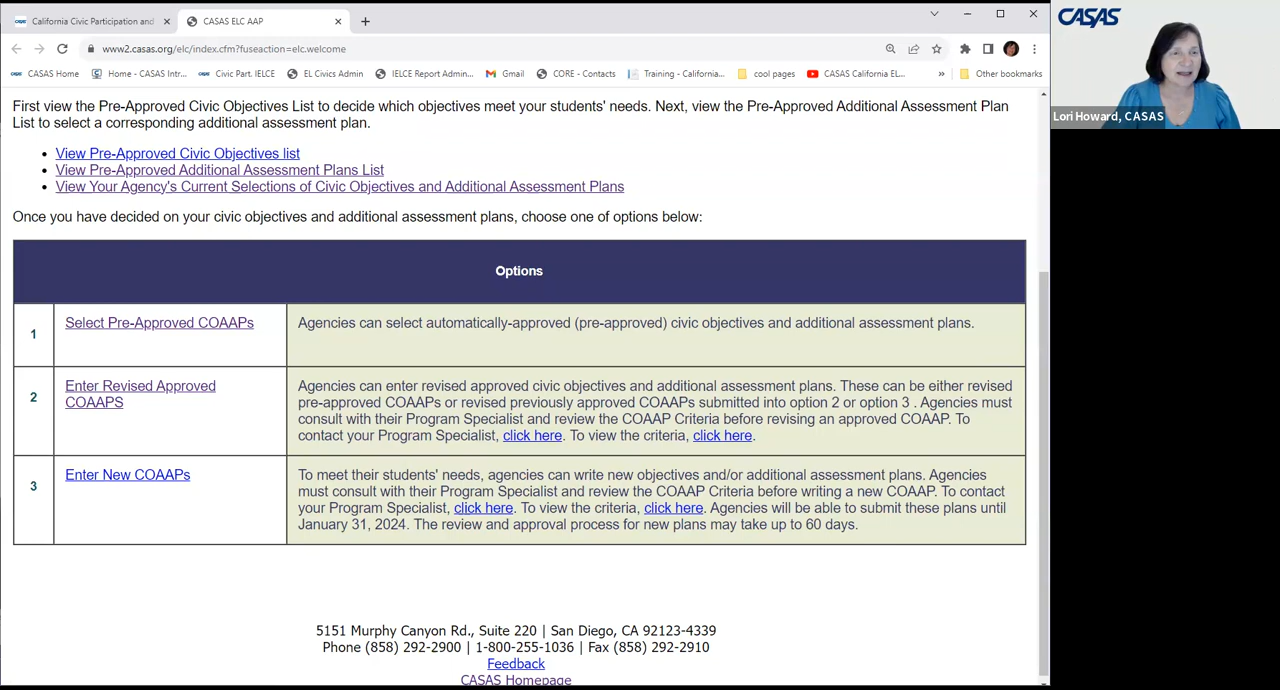 California Civic Participation and
CASAS ELC AAP
www2.casas.org/elc/index.cfm?fuseaction=elc.welcome
CASAS Home
Home - CASAS Intr...
Civic Part. IELCE
EL Civics Admin
IELCE Report Admin...
Gmail
CORE - Contacts
Training - California...
cool pages
CASAS California EL...
»
Other bookmarks
CASAS
Lori Howard, CASAS
First view the Pre-Approved Civic Objectives List to decide which objectives meet your students' needs. Next, view the Pre-Approved Additional Assessment Plan
List to select a corresponding additional assessment plan.
• View Pre-Approved Civic Objectives list
• View Pre-Approved Additional Assessment Plans List
• View Your Agency's Current Selections of Civic Objectives and Additional Assessment Plans
Once you have decided on your civic objectives and additional assessment plans, choose one of options below:
Options
1
Select Pre-Approved COAAPs
Agencies can select automatically-approved (pre-approved) civic objectives and additional assessment plans.
2
Enter Revised Approved
COAAPS
Agencies can enter revised approved civic objectives and additional assessment plans. These can be either revised
pre-approved COAAPs or revised previously approved COAAPs submitted into option 2 or option 3 . Agencies must
consult with their Program Specialist and review the COAAP Criteria before revising an approved COAAP. To
contact your Program Specialist, click here. To view the criteria, click here.
3
Enter New COAAPs
To meet their students' needs, agencies can write new objectives and/or additional assessment plans. Agencies
must consult with their Program Specialist and review the COAAP Criteria before writing a new COAAP. To contact
your Program Specialist, click here. To view the criteria, click here. Agencies will be able to submit these plans until
January 31, 2024. The review and approval process for new plans may take up to 60 days.
5151 Murphy Canyon Rd., Suite 220 | San Diego, CA 92123-4339
Phone (858) 292-2900 | 1-800-255-1036 | Fax (858) 292-2910
Feedback
CASAS Homepage